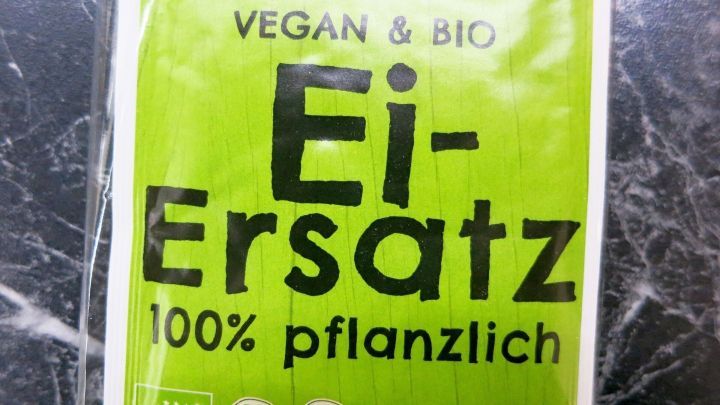 VEGAN & BIO
Ei-
Ersatz
100% pflanzlich